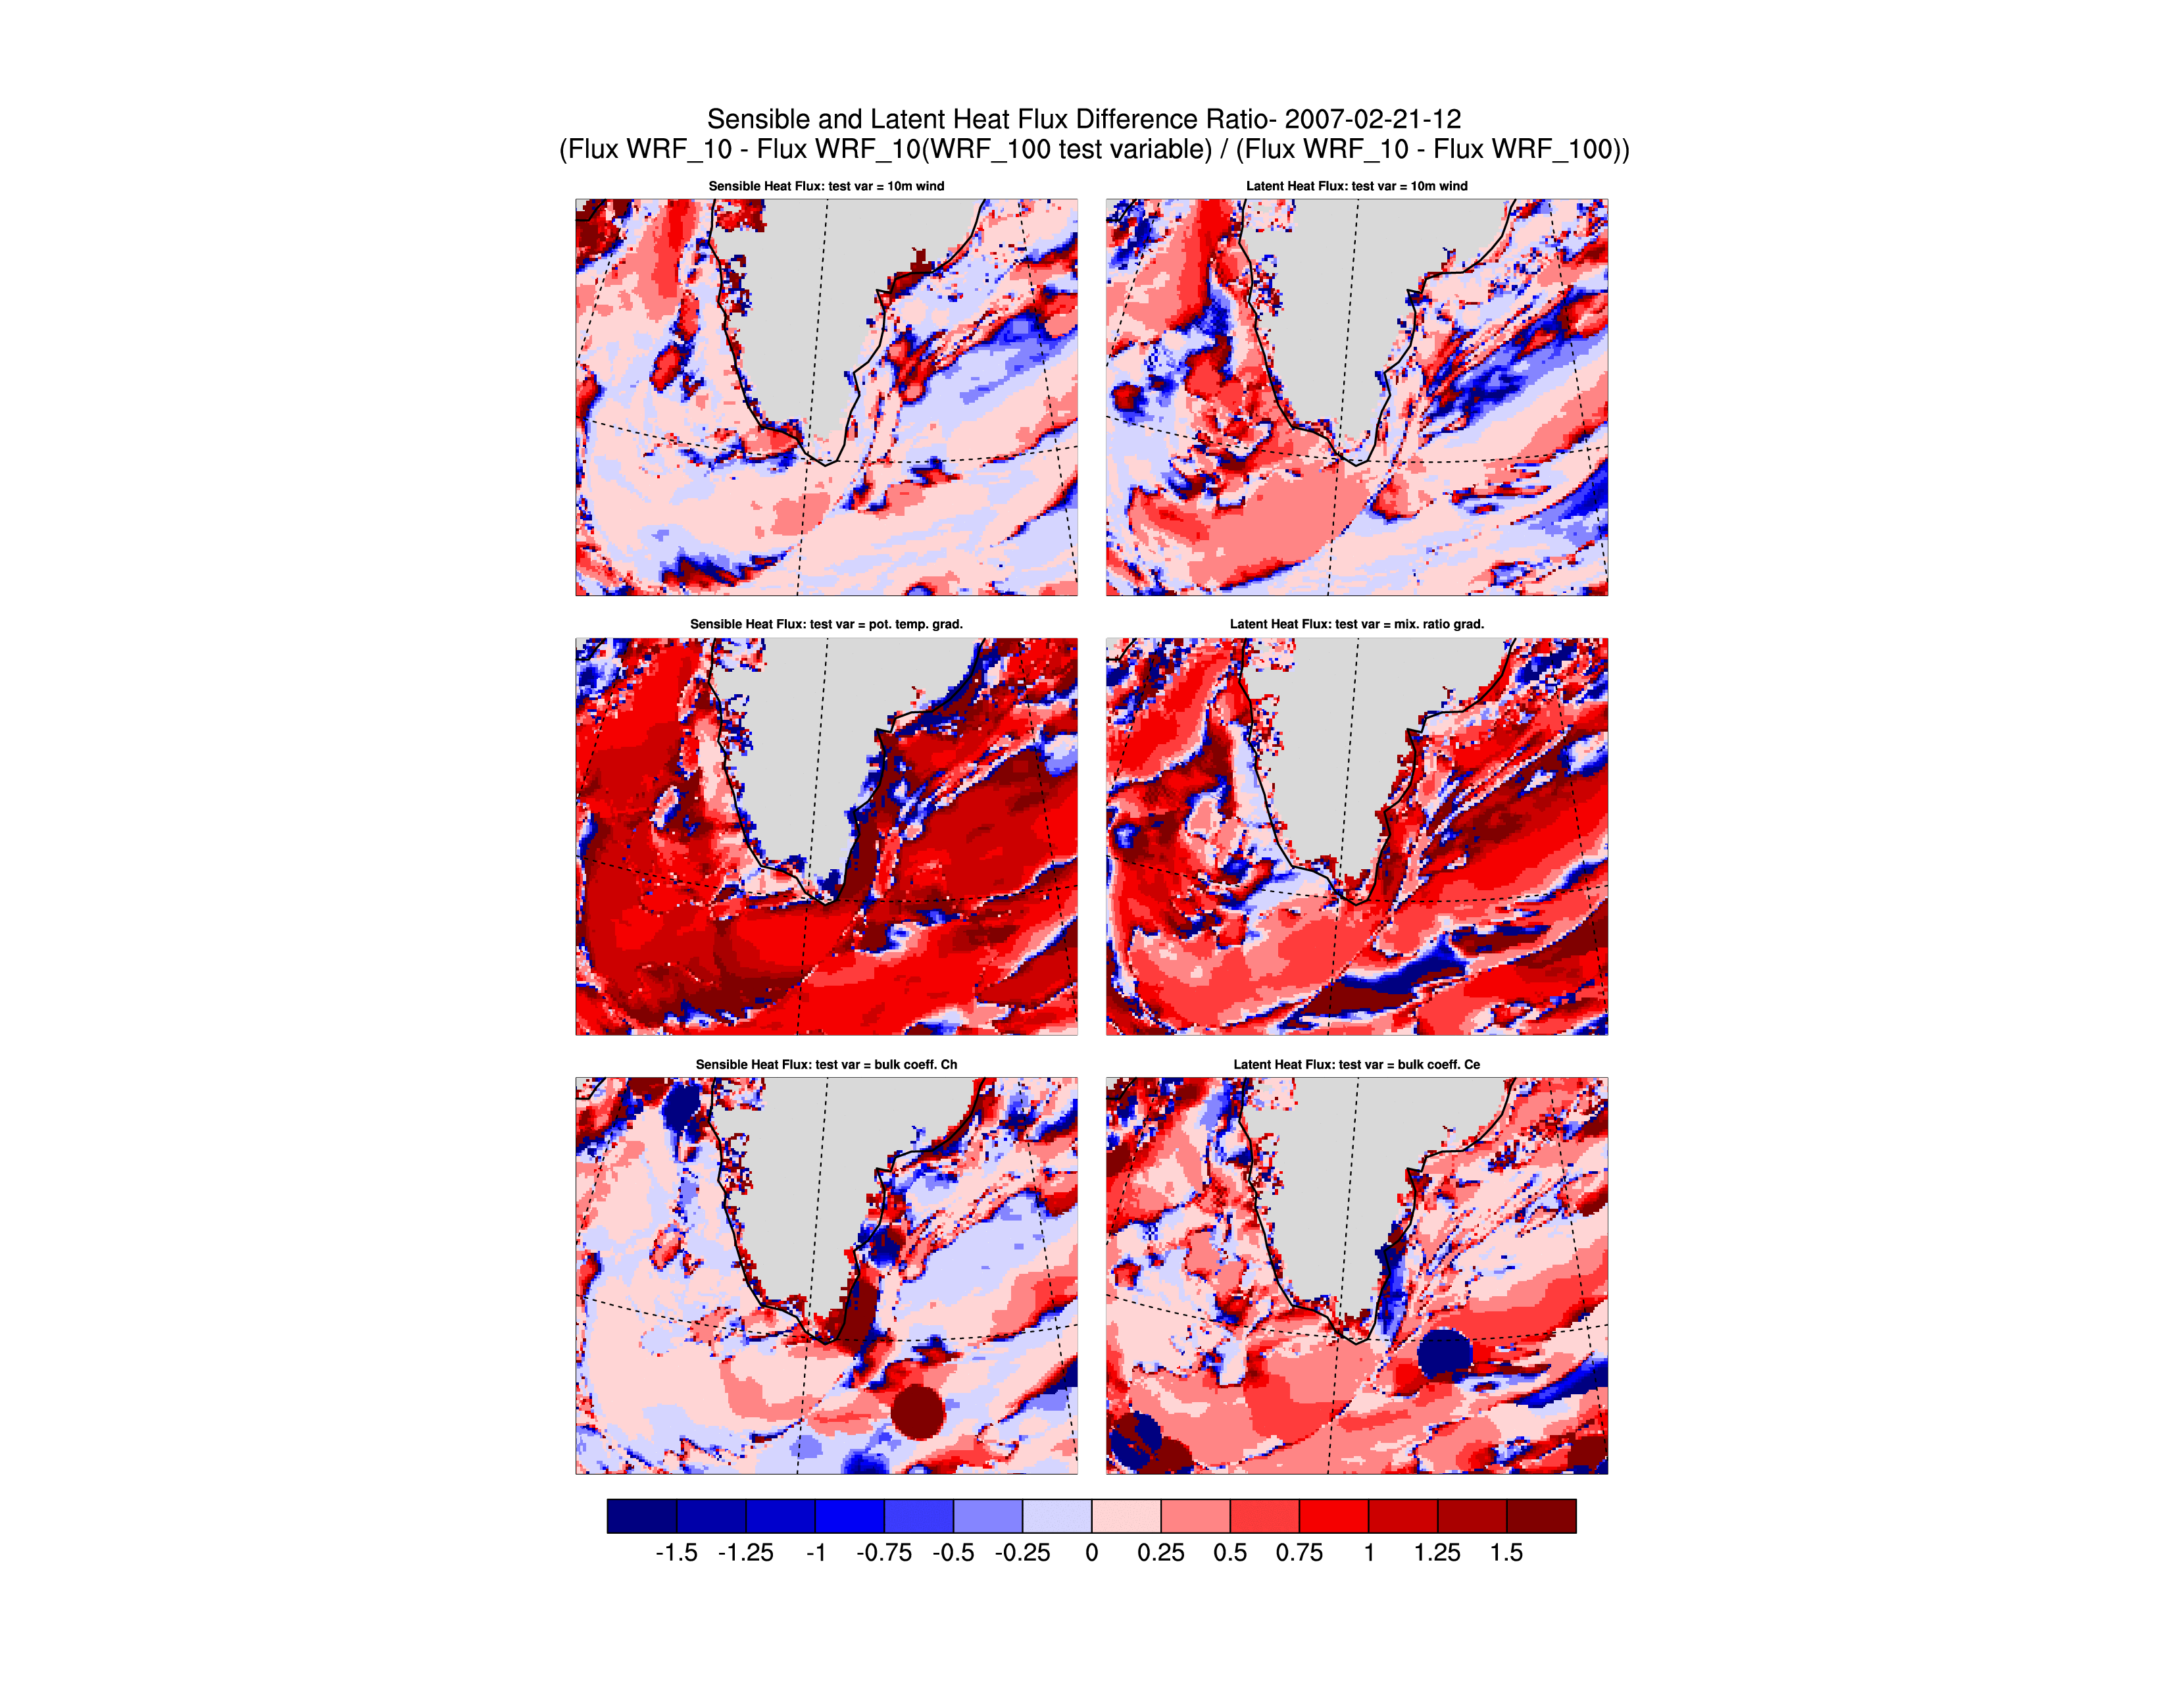 Sensible and Latent Heat Flux Difference Ratio- 2007-02-21-12
(Flux WRF_10 - Flux WRF_10(WRF_100 test variable) / (Flux WRF_10 - Flux WRF_100))
Sensible Heat Flux: test var = 10m wind
Latent Heat Flux: test var = 10m wind
Sensible Heat Flux: test var = pot. temp. grad.
Latent Heat Flux: test var = mix. ratio grad.
Sensible Heat Flux: test var = bulk coeff. Ch
Latent Heat Flux: test var = bulk coeff. Ce
-1.5 -1.25 -1 -0.75 -0.5 -0.25 0 0.25 0.5 0.75 1 1.25 1.5